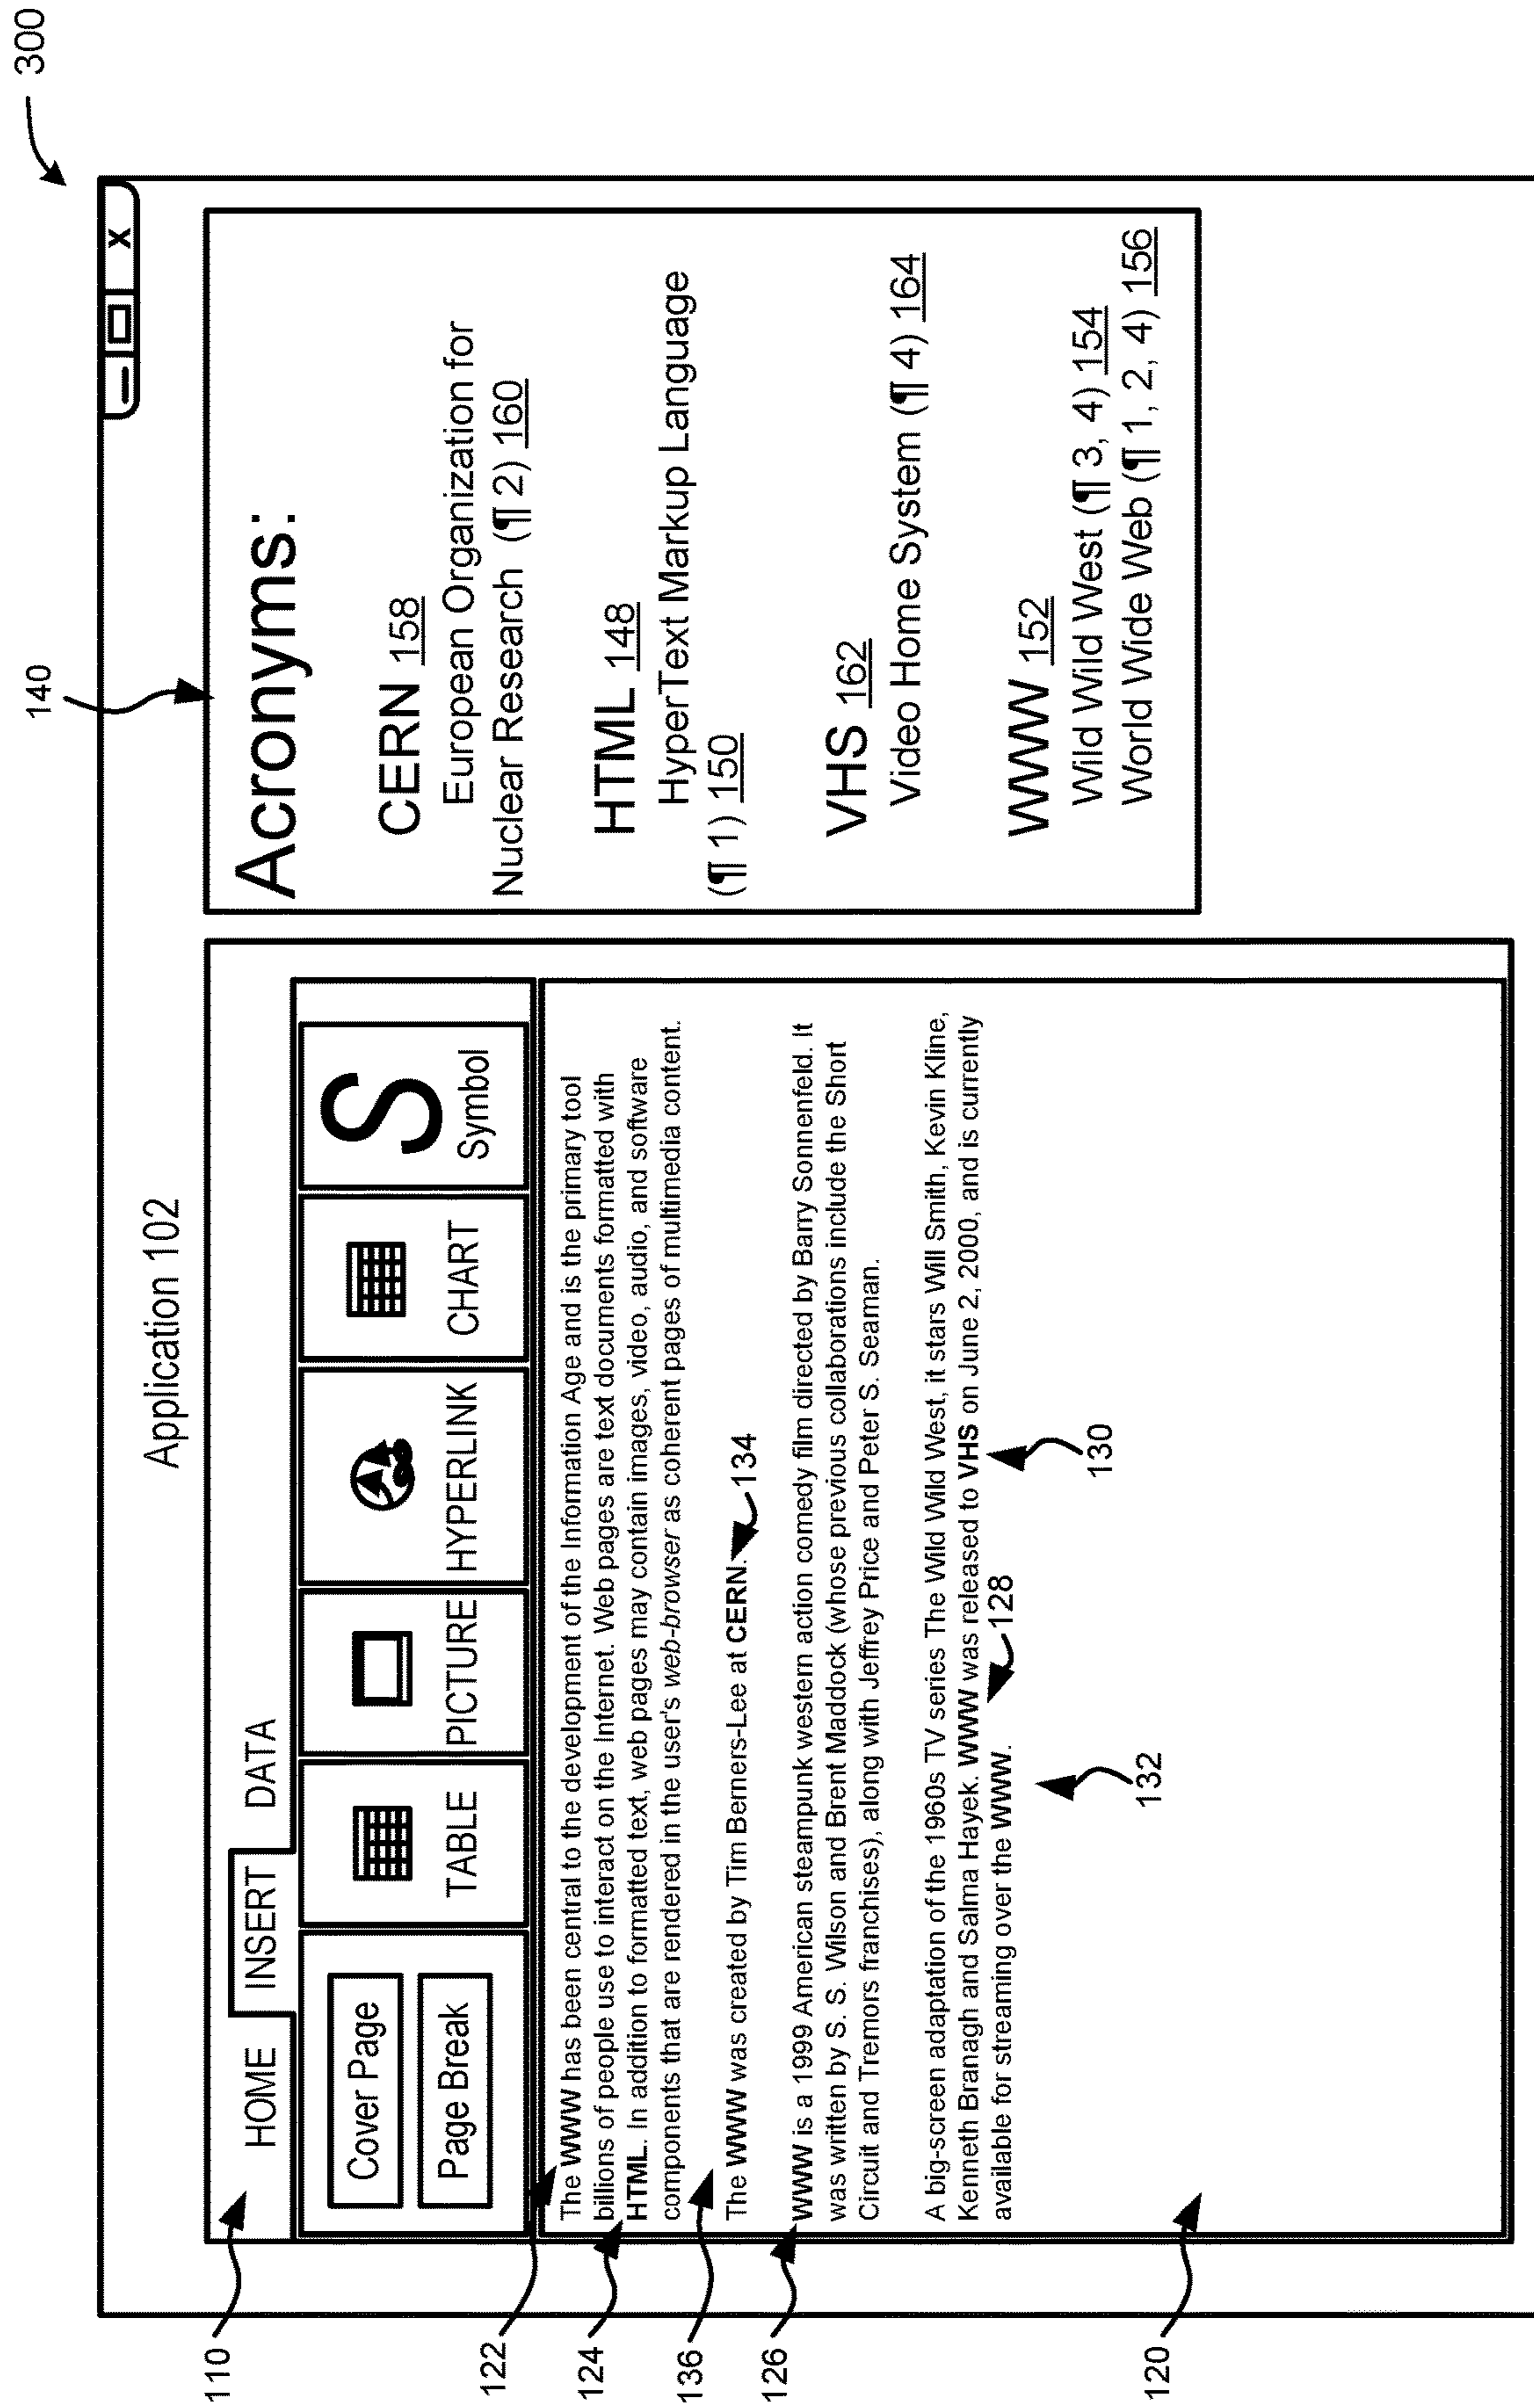 300
Application 102
X
110
HOME INSERT DATA
Cover Page
Page Break
TABLE
PICTURE
HYPERLINK
CHART
S
Symbol
122
The WWW has been central to the development of the Information Age and is the primary tool
billions of people use to interact on the Internet. Web pages are text documents formatted with
124
HTML. In addition to formatted text, web pages may contain images, video, audio, and software
components that are rendered in the user's web-browser as coherent pages of multimedia content.
136
The WWW was created by Tim Berners-Lee at CERN.
134
126
WWW is a 1999 American steampunk western action comedy film directed by Barry Sonnenfeld. It
was written by S. S. Wilson and Brent Maddock (whose previous collaborations include the Short
Circuit and Tremors franchises), along with Jeffrey Price and Peter S. Seaman.
A big-screen adaptation of the 1960s TV series The Wild Wild West, it stars Will Smith, Kevin Kline,
Kenneth Branagh and Salma Hayek. WWW was released to VHS on June 2, 2000, and is currently
available for streaming over the WWW.
128
130
132
120
140
Acronyms:
CERN 158
European Organization for
Nuclear Research (¶ 2) 160
HTML 148
HyperText Markup Language
(¶ 1) 150
VHS 162
Video Home System (¶ 4) 164
WWW 152
Wild Wild West (¶¶ 3, 4) 154
World Wide Web (¶¶ 1, 2, 4) 156